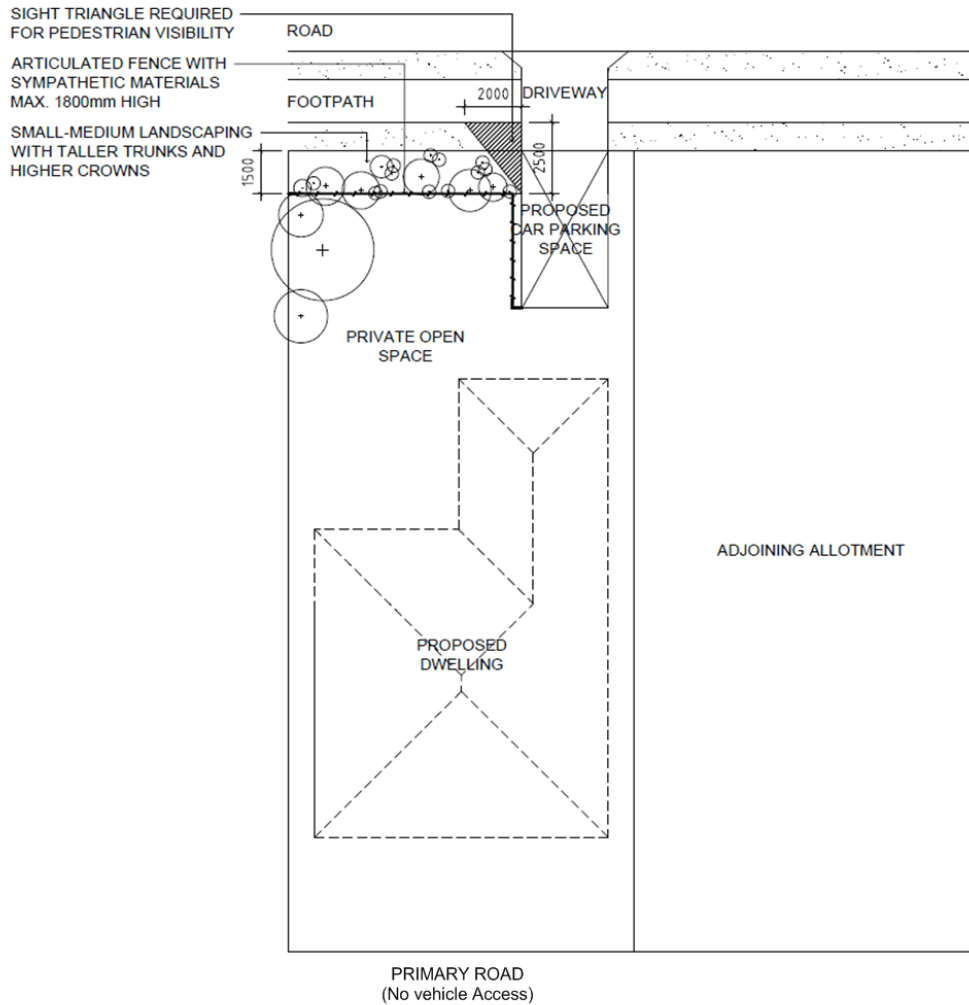 SIGHT TRIANGLE REQUIRED
FOR PEDESTRIAN VISIBILITY
ROAD
ARTICULATED FENCE WITH
SYMPATHETIC MATERIALS
MAX. 1800mm HIGH
FOOTPATH
2000
DRIVEWAY
SMALL-MEDIUM LANDSCAPING
WITH TALLER TRUNKS AND
HIGHER CROWNS
1500
2500
PROPOSED
CAR PARKING
SPACE
PRIVATE OPEN
SPACE
ADJOINING ALLOTMENT
PROPOSED
DWELLING
PRIMARY ROAD
(No vehicle Access)